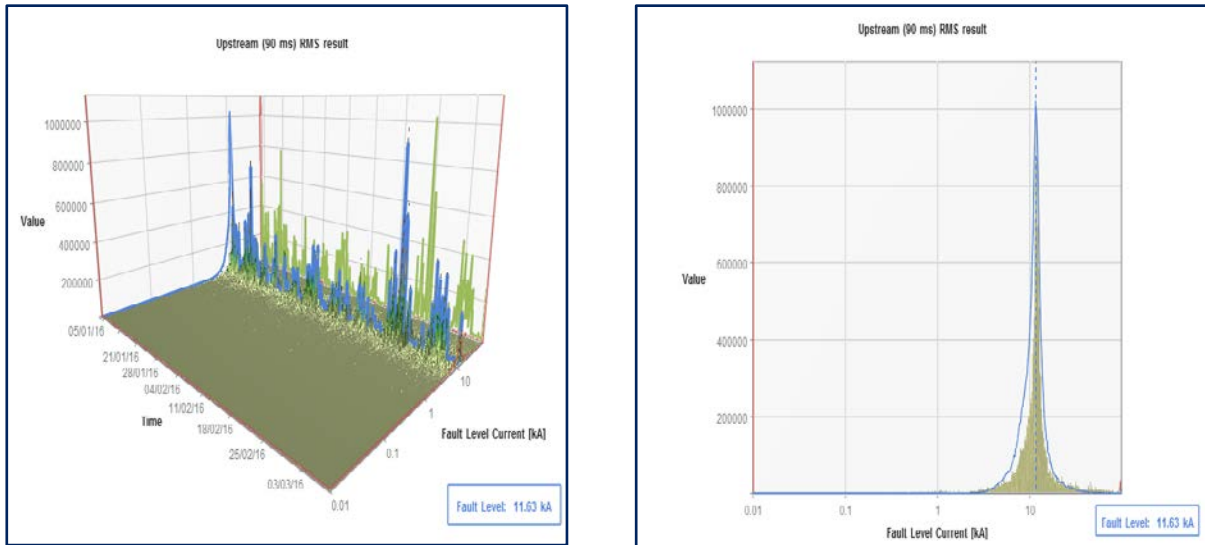 Upstream (90 ms) RMS result
1000000
800000
600000
Value
400000
200000
05/01/16
21/01/16
28/01/16
04/02/16
11/02/16
Time
18/02/16
25/02/16
03/03/16
0.01
0.1
1
10
Fault Level Current [kA]
Fault Level: 11.63 kA
Upstream (90 ms) RMS result
1000000
800000
600000
Value
400000
200000
0.01
0.1
1
10
Fault Level Current [kA]
Fault Level: 11.63 kA